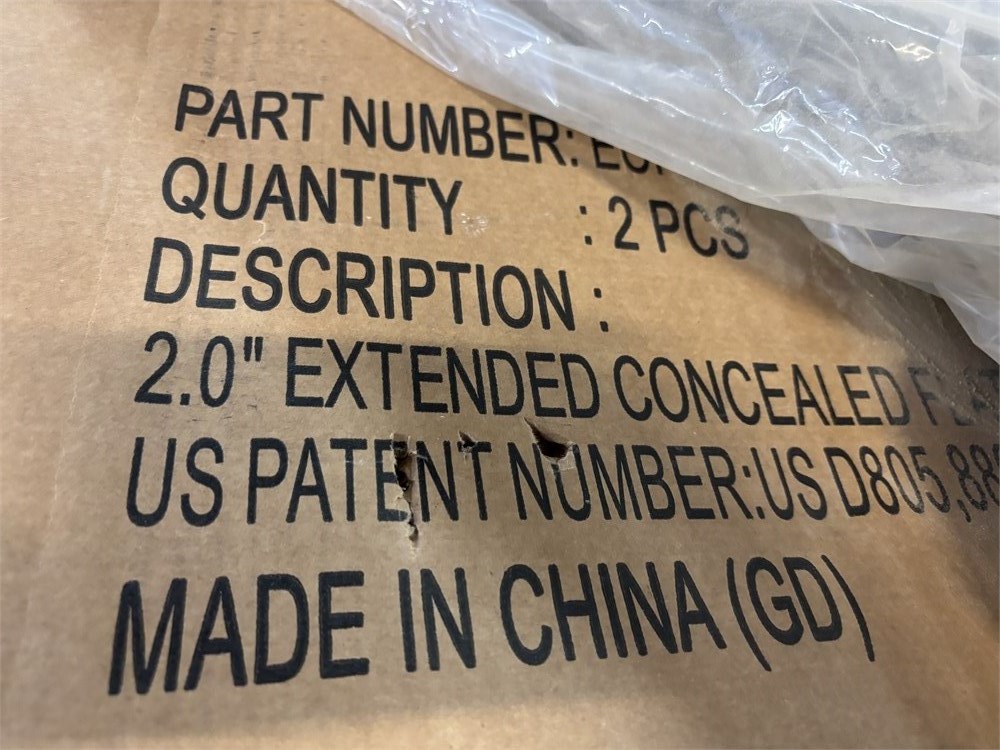 PART NUMBER:
QUANTITY : 2 PCS
DESCRIPTION :
2.0" EXTENDED CONCEALED
US PATENT NUMBER:US D805,88
MADE IN CHINA (GD)